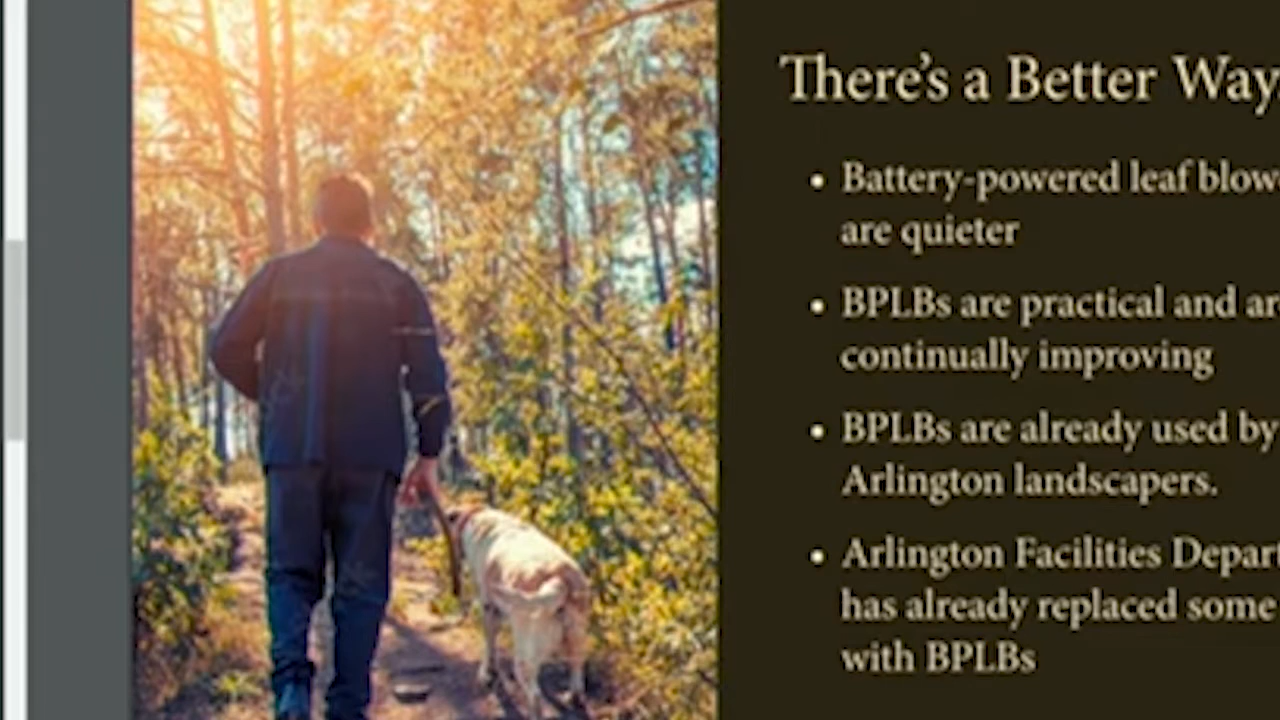 There's a Better Way.
• Battery-powered leaf blow
are quieter
• BPLBs are practical and ar
continually improving
• BPLBs are already used by
Arlington landscapers.
• Arlington Facilities Depart
has already replaced some
with BPLBs